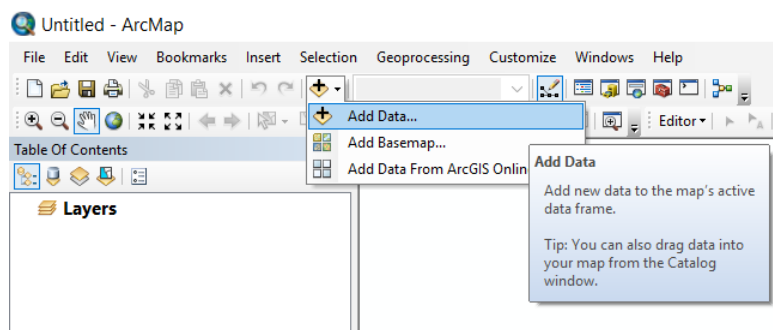 Untitled - ArcMap
File Edit View Bookmarks Insert Selection Geoprocessing Customize Windows Help
Add Data...
Editor
Table Of Contents
Add Basemap...
Add Data From ArcGIS Onlin
Layers
Add Data
Add new data to the map's active
data frame.
Tip: You can also drag data into
your map from the Catalog
window.